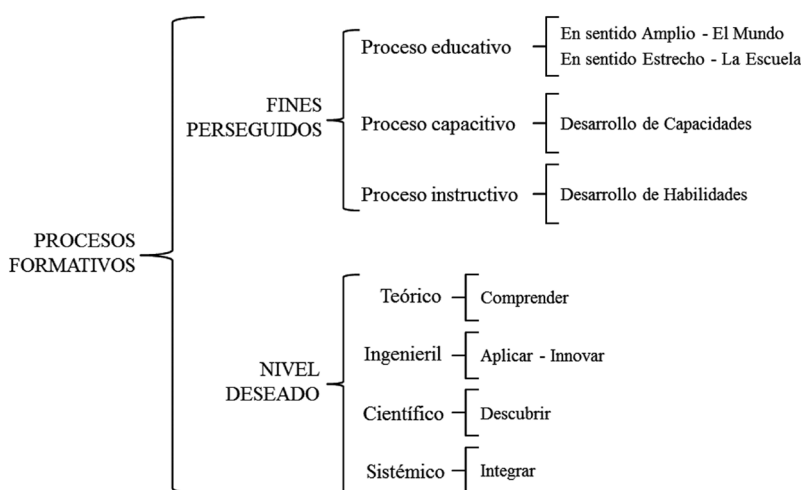 PROCESOS
FORMATIVOS
FINES
PERSEGUIDOS
Proceso educativo
En sentido Amplio - El Mundo
En sentido Estrecho - La Escuela
Proceso capacitivo
Desarrollo de Capacidades
Proceso instructivo
Desarrollo de Habilidades
NIVEL
DESEADO
Teórico
Comprender
Ingenieril
Aplicar - Innovar
Científico
Descubrir
Sistémico
Integrar